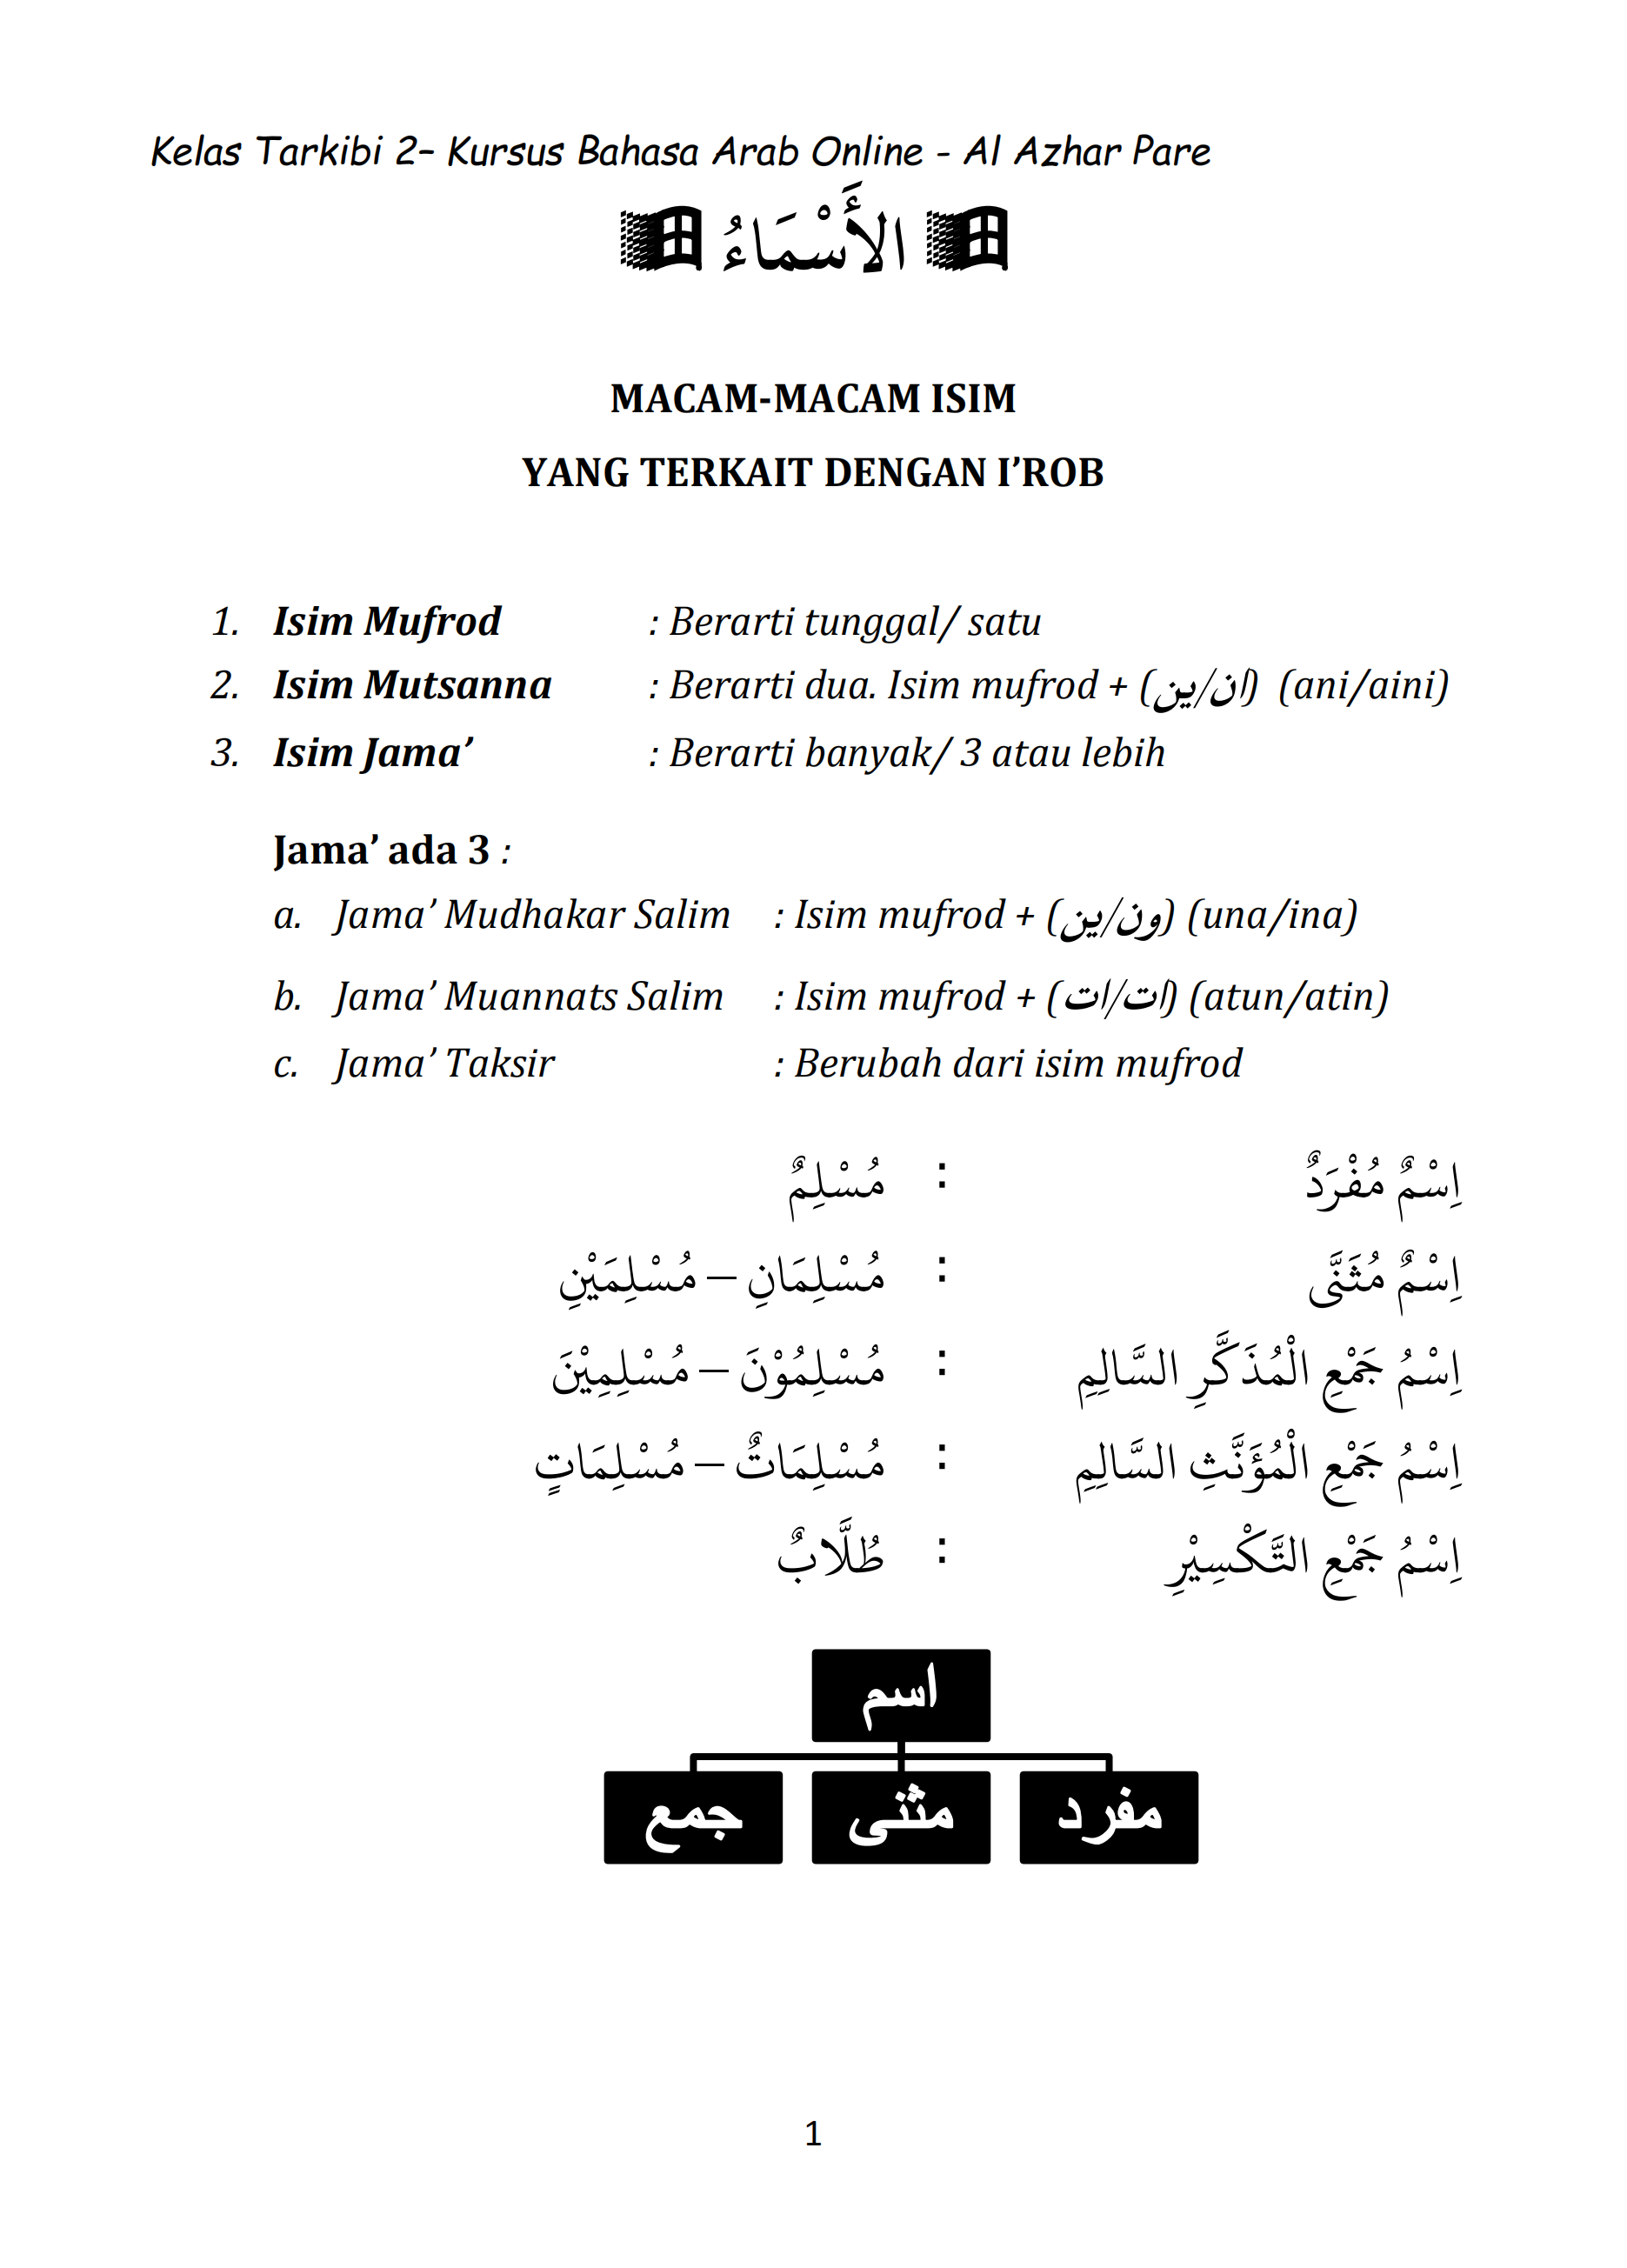 Kelas Tarkibi 2– Kursus Bahasa Arab Online - Al Azhar Pare
الأَسْمَاءُ
MACAM-MACAM ISIM
YANG TERKAIT DENGAN I’ROB
1. Isim Mufrod : Berarti tunggal/ satu
2. Isim Mutsanna : Berarti dua. Isim mufrod + (ان/ين) (ani/aini)
3. Isim Jama’ : Berarti banyak/ 3 atau lebih
Jama’ ada 3 :
a. Jama’ Mudhakar Salim : Isim mufrod + (ون/ين) (una/ina)
b. Jama’ Muannats Salim : Isim mufrod + (ات/ات) (atun/atin)
c. Jama’ Taksir : Berubah dari isim mufrod
اِسْمٌ مُفْرَدٌ : مُسْلِمٌ
اِسْمٌ مُثَنَّى : مُسْلِمَانِ – مُسْلِمَيْنِ
اِسْمُ جَمْعِ الْمُذَكَّرِ السَّالِمِ : مُسْلِمُوْنَ – مُسْلِمِيْنَ
اِسْمُ جَمْعِ الْمُؤَنَّثِ السَّالِمِ : مُسْلِمَاتٌ – مُسْلِمَاتٍ
اِسْمُ جَمْعِ التَّكْسِيْرِ : طُلَّابٌ
اسم
مفرد مثنى جمع
1